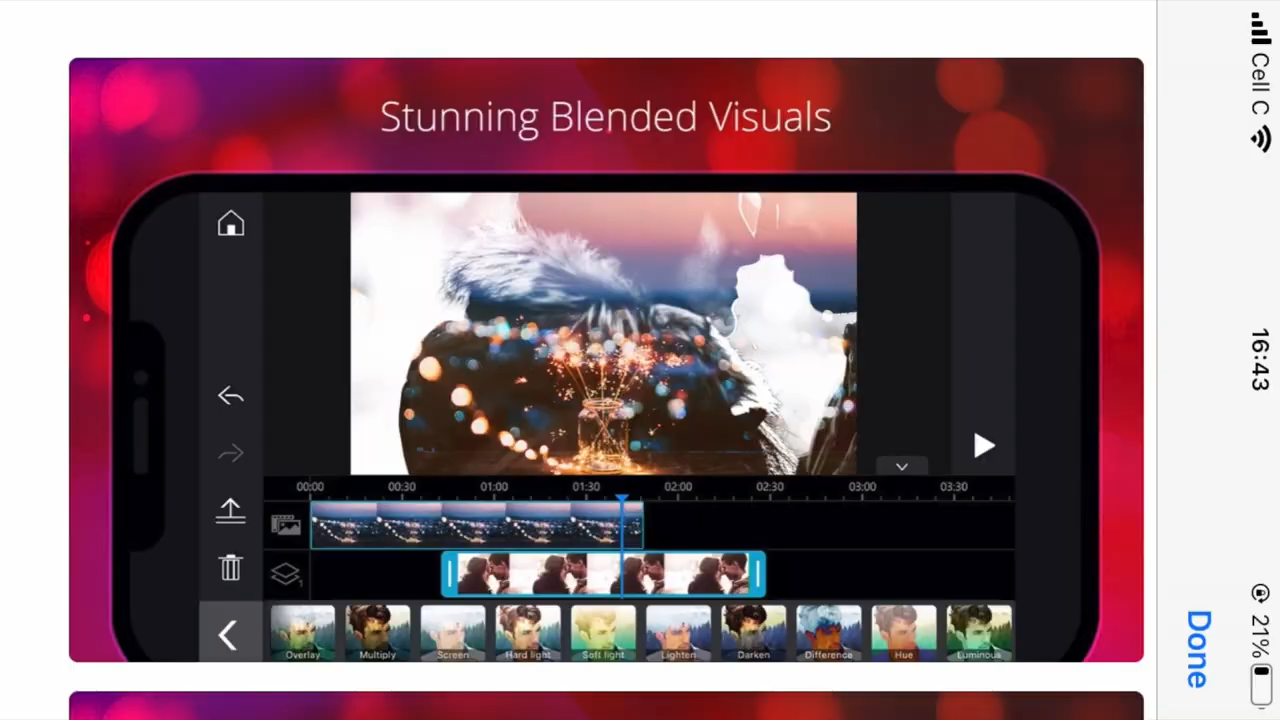 Stunning Blended Visuals
00:00 00:30 01:00 01:30 02:00 02:30 03:00 03:30
1
Overlay Multiply Screen Hard light Soft light Lighten Darken Difference Hue Luminous
Cell C 16:43 21%
Done